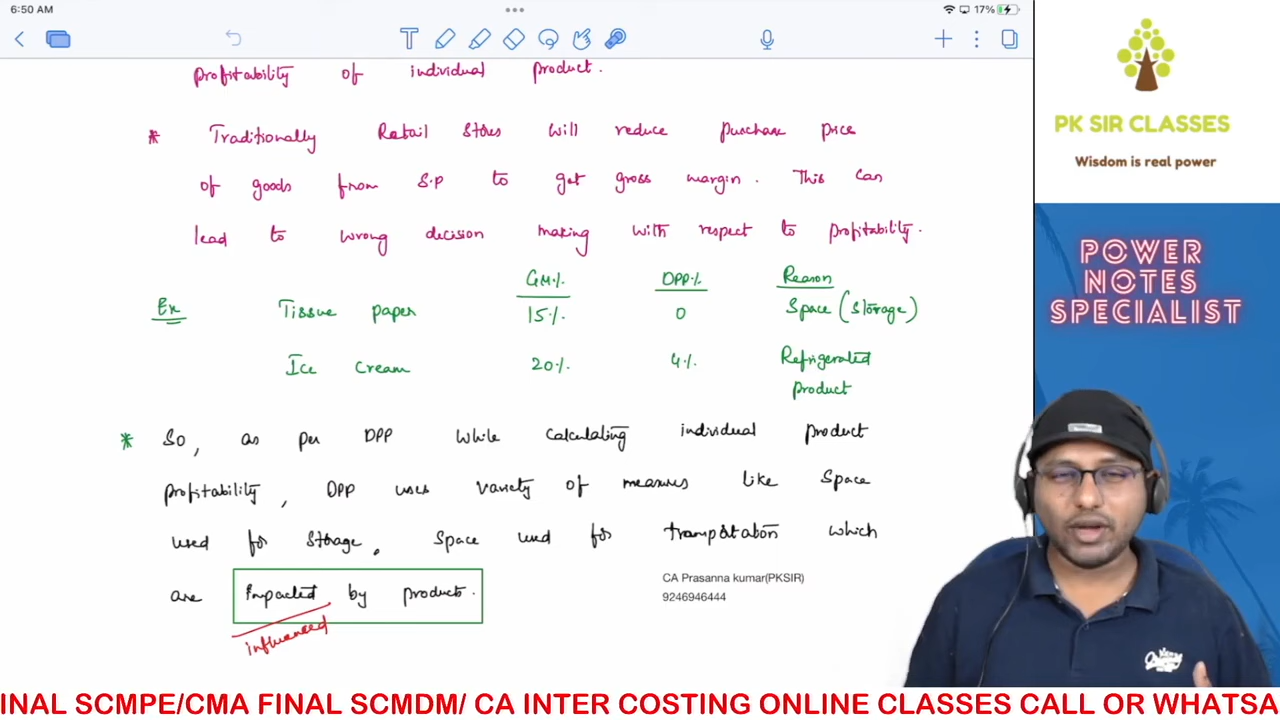 6:50 AM
17%
profitability of individual product.
* Traditionally Retail Stores will reduce purchase price
of goods from S.P to get gross margin. This can
lead to wrong decision making with respect to profitability.
GM% DPP% Reason
Ex Tissue paper 15% 0 Space (Storage)
Ice cream 20% 4% Refrigerated
product
* So, as per DPP while calculating individual product
profitability, DPP uses variety of measures like Space
used for storage. Space used for transportation which
are Impacted by products.
influenced
CA Prasanna kumar(PKSIR)
9246946444
PK SIR CLASSES
Wisdom is real power
POWER
NOTES
SPECIALIST
INAL SCMPE/CMA FINAL SCMDM/ CA INTER COSTING ONLINE CLASSES CALL OR WHATSA